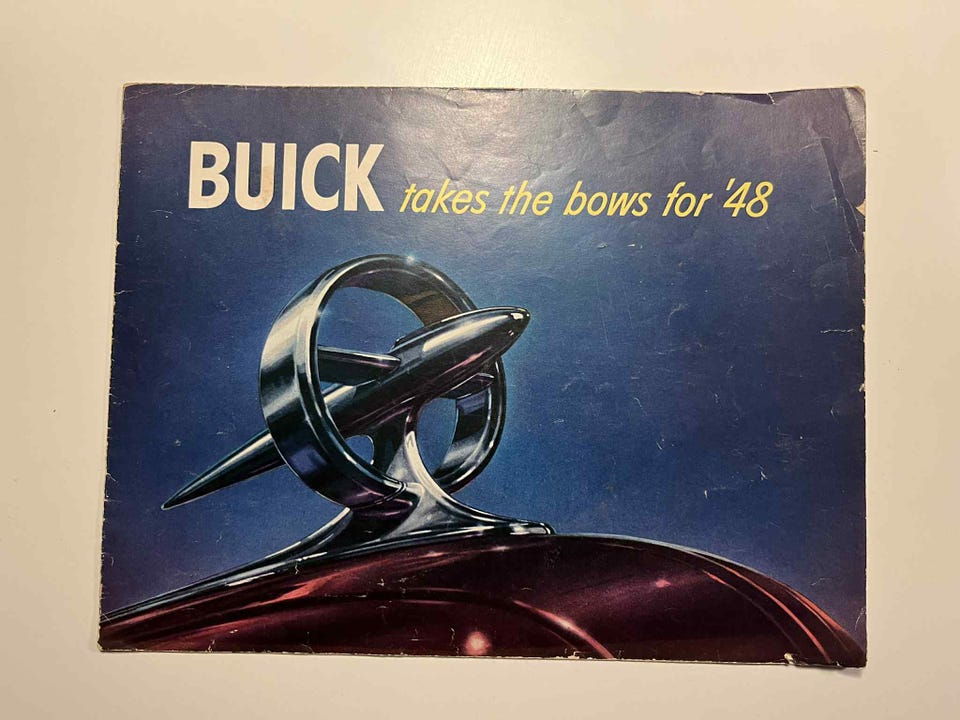 BUICK takes the bows for '48